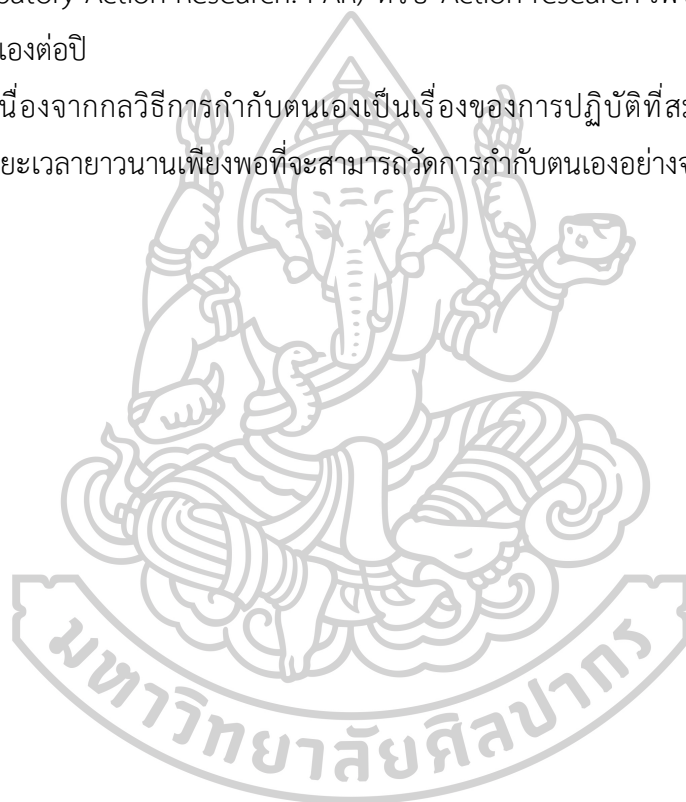 Action Research: PAR) หรือ Action research
เองต่อปี
นื่องจากกลวิธีการกำกับตนเองเป็นเรื่องของการปฏิบัติที่
ยะเวลายาวนานเพียงพอที่จะสามารถวัดการกำกับตนเองอย่าง
มหาวิทยาลัยศิลปากร